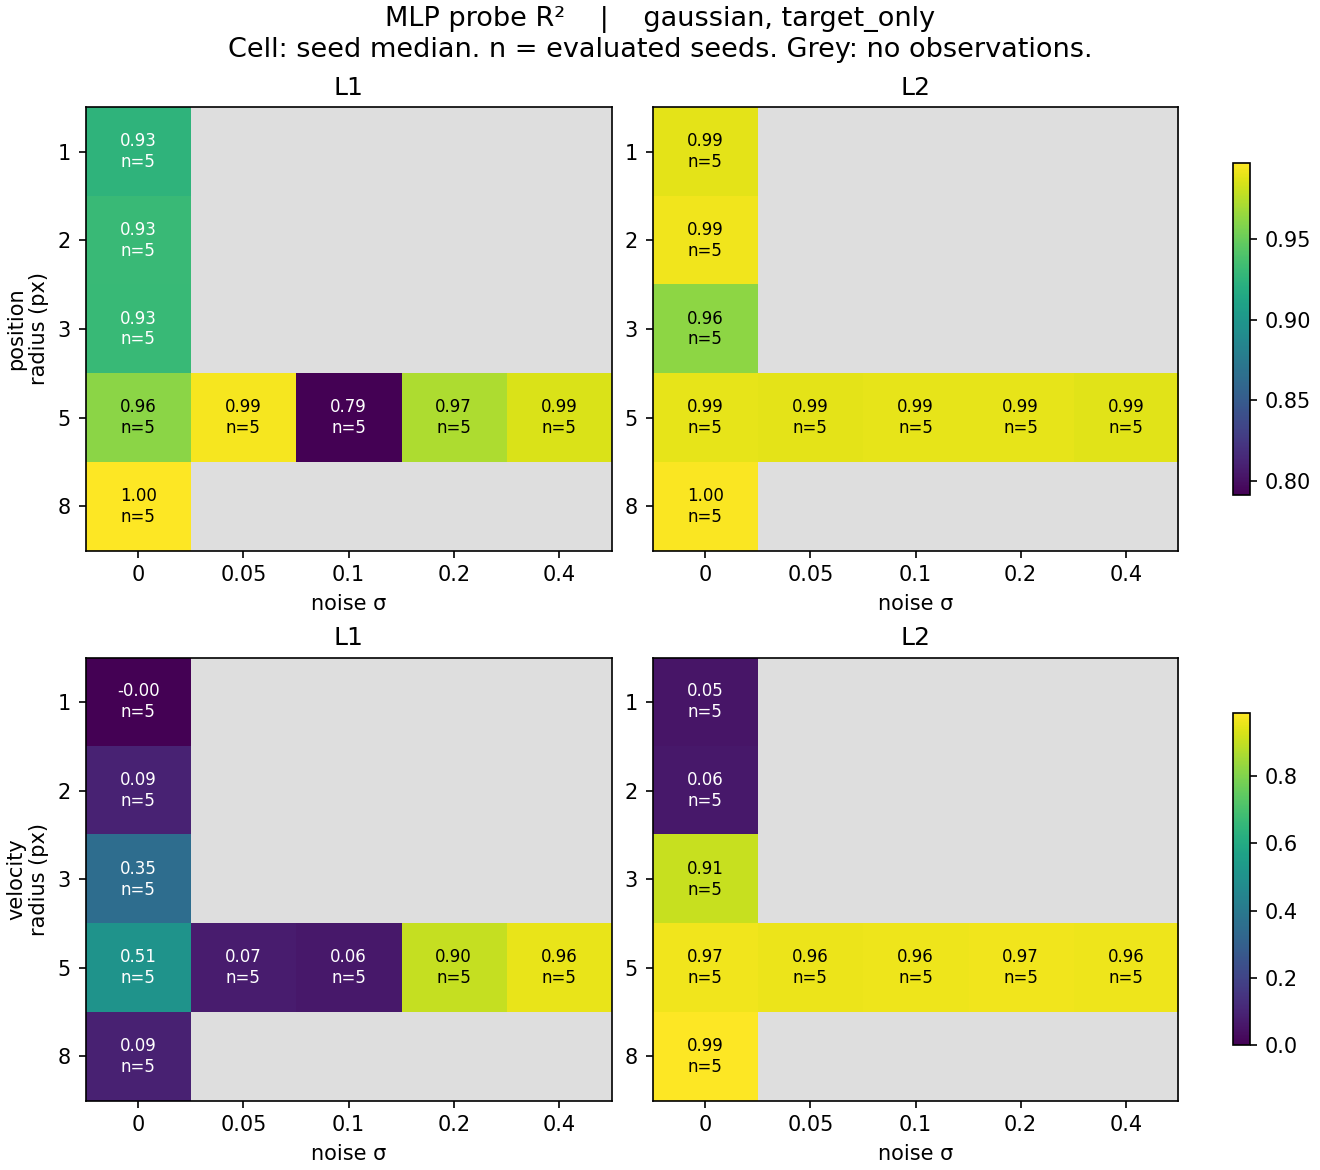 MLP probe R² | gaussian, target_only
Cell: seed median. n = evaluated seeds. Grey: no observations.
L1
L2
position
radius (px)
1
2
3
5
8
0.93
n=5
0.93
n=5
0.93
n=5
0.96
n=5
0.99
n=5
0.79
n=5
0.97
n=5
0.99
n=5
1.00
n=5
0
0.05
0.1
0.2
0.4
noise σ
1
2
3
5
8
0.99
n=5
0.99
n=5
0.96
n=5
0.99
n=5
0.99
n=5
0.99
n=5
0.99
n=5
0.99
n=5
1.00
n=5
0
0.05
0.1
0.2
0.4
noise σ
0.95
0.90
0.85
0.80
L1
L2
velocity
radius (px)
1
2
3
5
8
-0.00
n=5
0.09
n=5
0.35
n=5
0.51
n=5
0.07
n=5
0.06
n=5
0.90
n=5
0.96
n=5
0.09
n=5
0
0.05
0.1
0.2
0.4
noise σ
1
2
3
5
8
0.05
n=5
0.06
n=5
0.91
n=5
0.97
n=5
0.96
n=5
0.96
n=5
0.97
n=5
0.96
n=5
0.99
n=5
0
0.05
0.1
0.2
0.4
noise σ
0.8
0.6
0.4
0.2
0.0